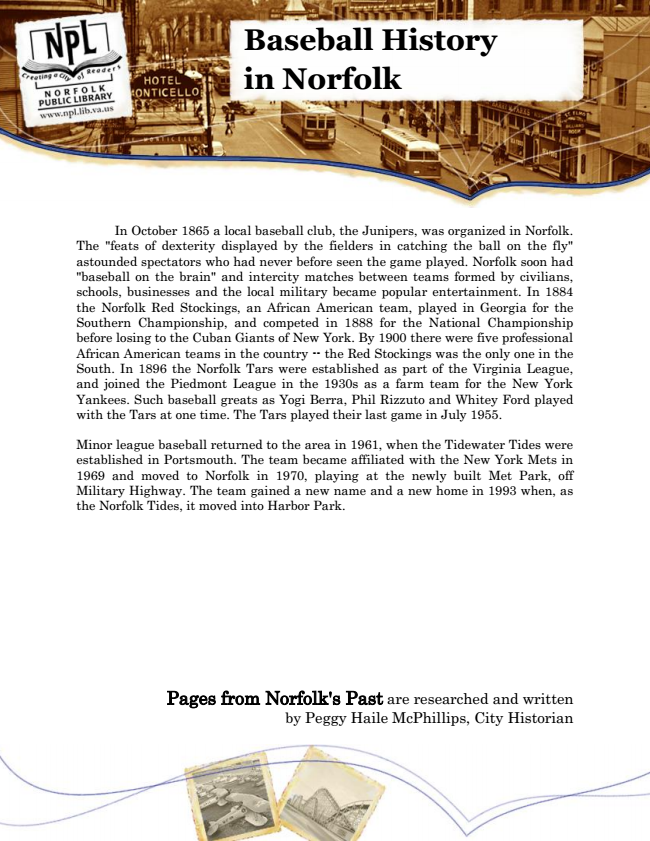 NPL
Creating a City of Readers
NORFOLK
PUBLIC LIBRARY
www.npl.lib.va.us
Baseball History
in Norfolk
HOTEL
MONTICELLO
MONTICELLO
In October 1865 a local baseball club, the Junipers, was organized in Norfolk.
The "feats of dexterity displayed by the fielders in catching the ball on the fly"
astounded spectators who had never before seen the game played. Norfolk soon had
"baseball on the brain" and intercity matches between teams formed by civilians,
schools, businesses and the local military became popular entertainment. In 1884
the Norfolk Red Stockings, an African American team, played in Georgia for the
Southern Championship, and competed in 1888 for the National Championship
before losing to the Cuban Giants of New York. By 1900 there were five professional
African American teams in the country -- the Red Stockings was the only one in the
South. In 1896 the Norfolk Tars were established as part of the Virginia League,
and joined the Piedmont League in the 1930s as a farm team for the New York
Yankees. Such baseball greats as Yogi Berra, Phil Rizzuto and Whitey Ford played
with the Tars at one time. The Tars played their last game in July 1955.
Minor league baseball returned to the area in 1961, when the Tidewater Tides were
established in Portsmouth. The team became affiliated with the New York Mets in
1969 and moved to Norfolk in 1970, playing at the newly built Met Park, off
Military Highway. The team gained a new name and a new home in 1993 when, as
the Norfolk Tides, it moved into Harbor Park.
Pages from Norfolk's Past are researched and written
by Peggy Haile McPhillips, City Historian